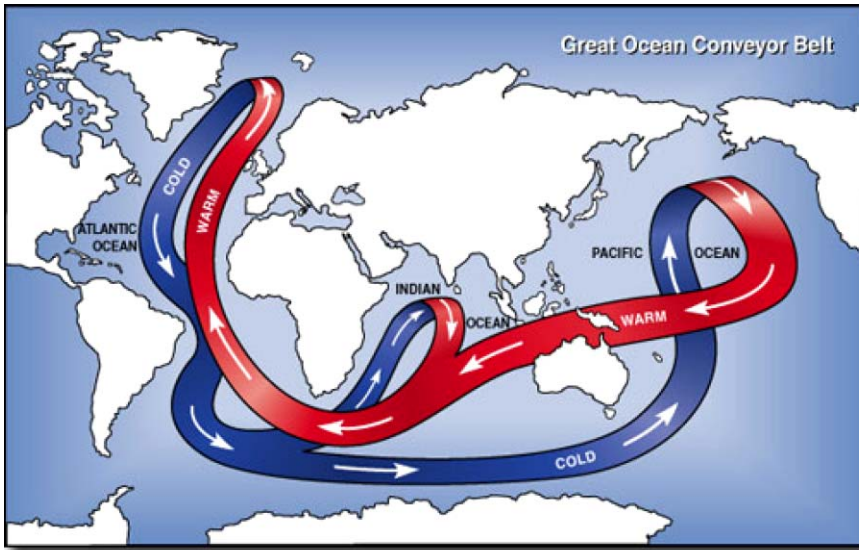 Great Ocean Conveyor Belt
COLD
WARM
ATLANTIC
OCEAN
PACIFIC
OCEAN
INDIAN
OCEAN
WARM
COLD